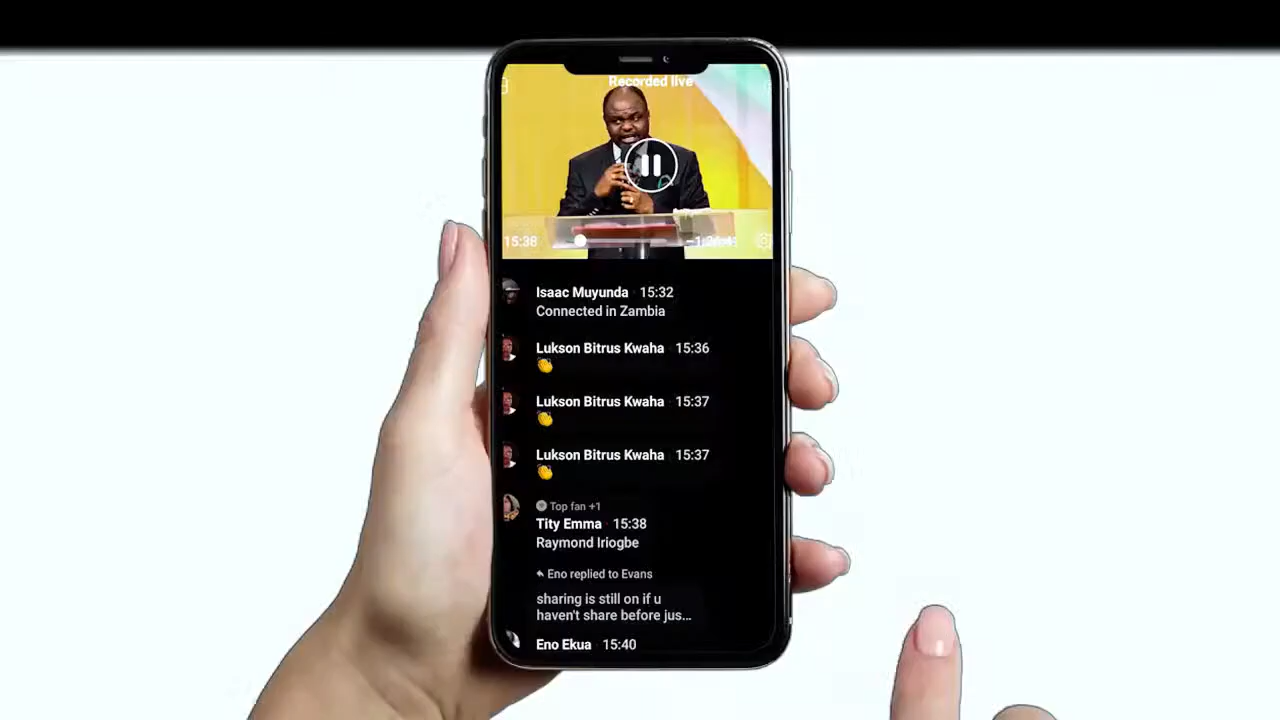 Recorded live
15:38
Isaac Muyunda · 15:32
Connected in Zambia
Lukson Bitrus Kwaha · 15:36
👏
Lukson Bitrus Kwaha · 15:37
👏
Lukson Bitrus Kwaha · 15:37
👏
Top fan +1
Tity Emma · 15:38
Raymond Iriogbe
Eno replied to Evans
sharing is still on if u
haven't share before jus...
Eno Ekua · 15:40